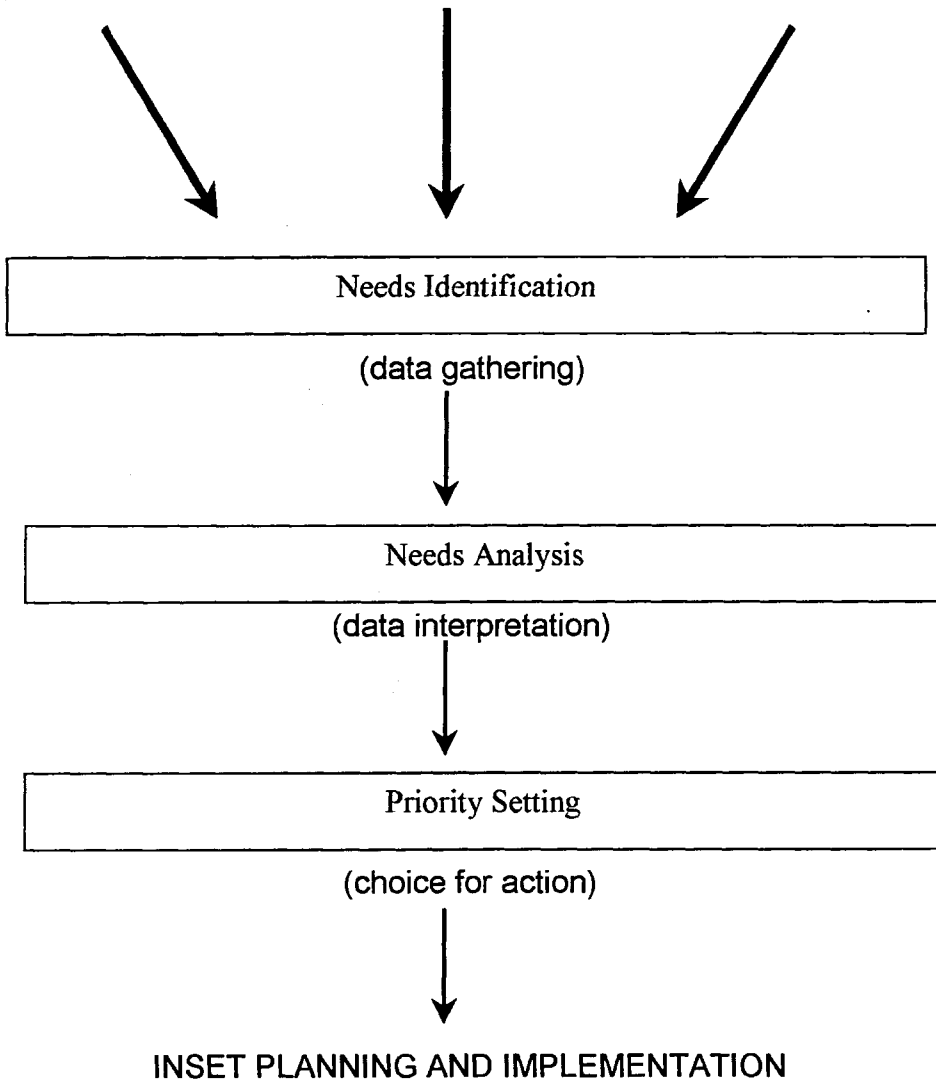 Needs Identification
(data gathering)
Needs Analysis
(data interpretation)
Priority Setting
(choice for action)
INSET PLANNING AND IMPLEMENTATION